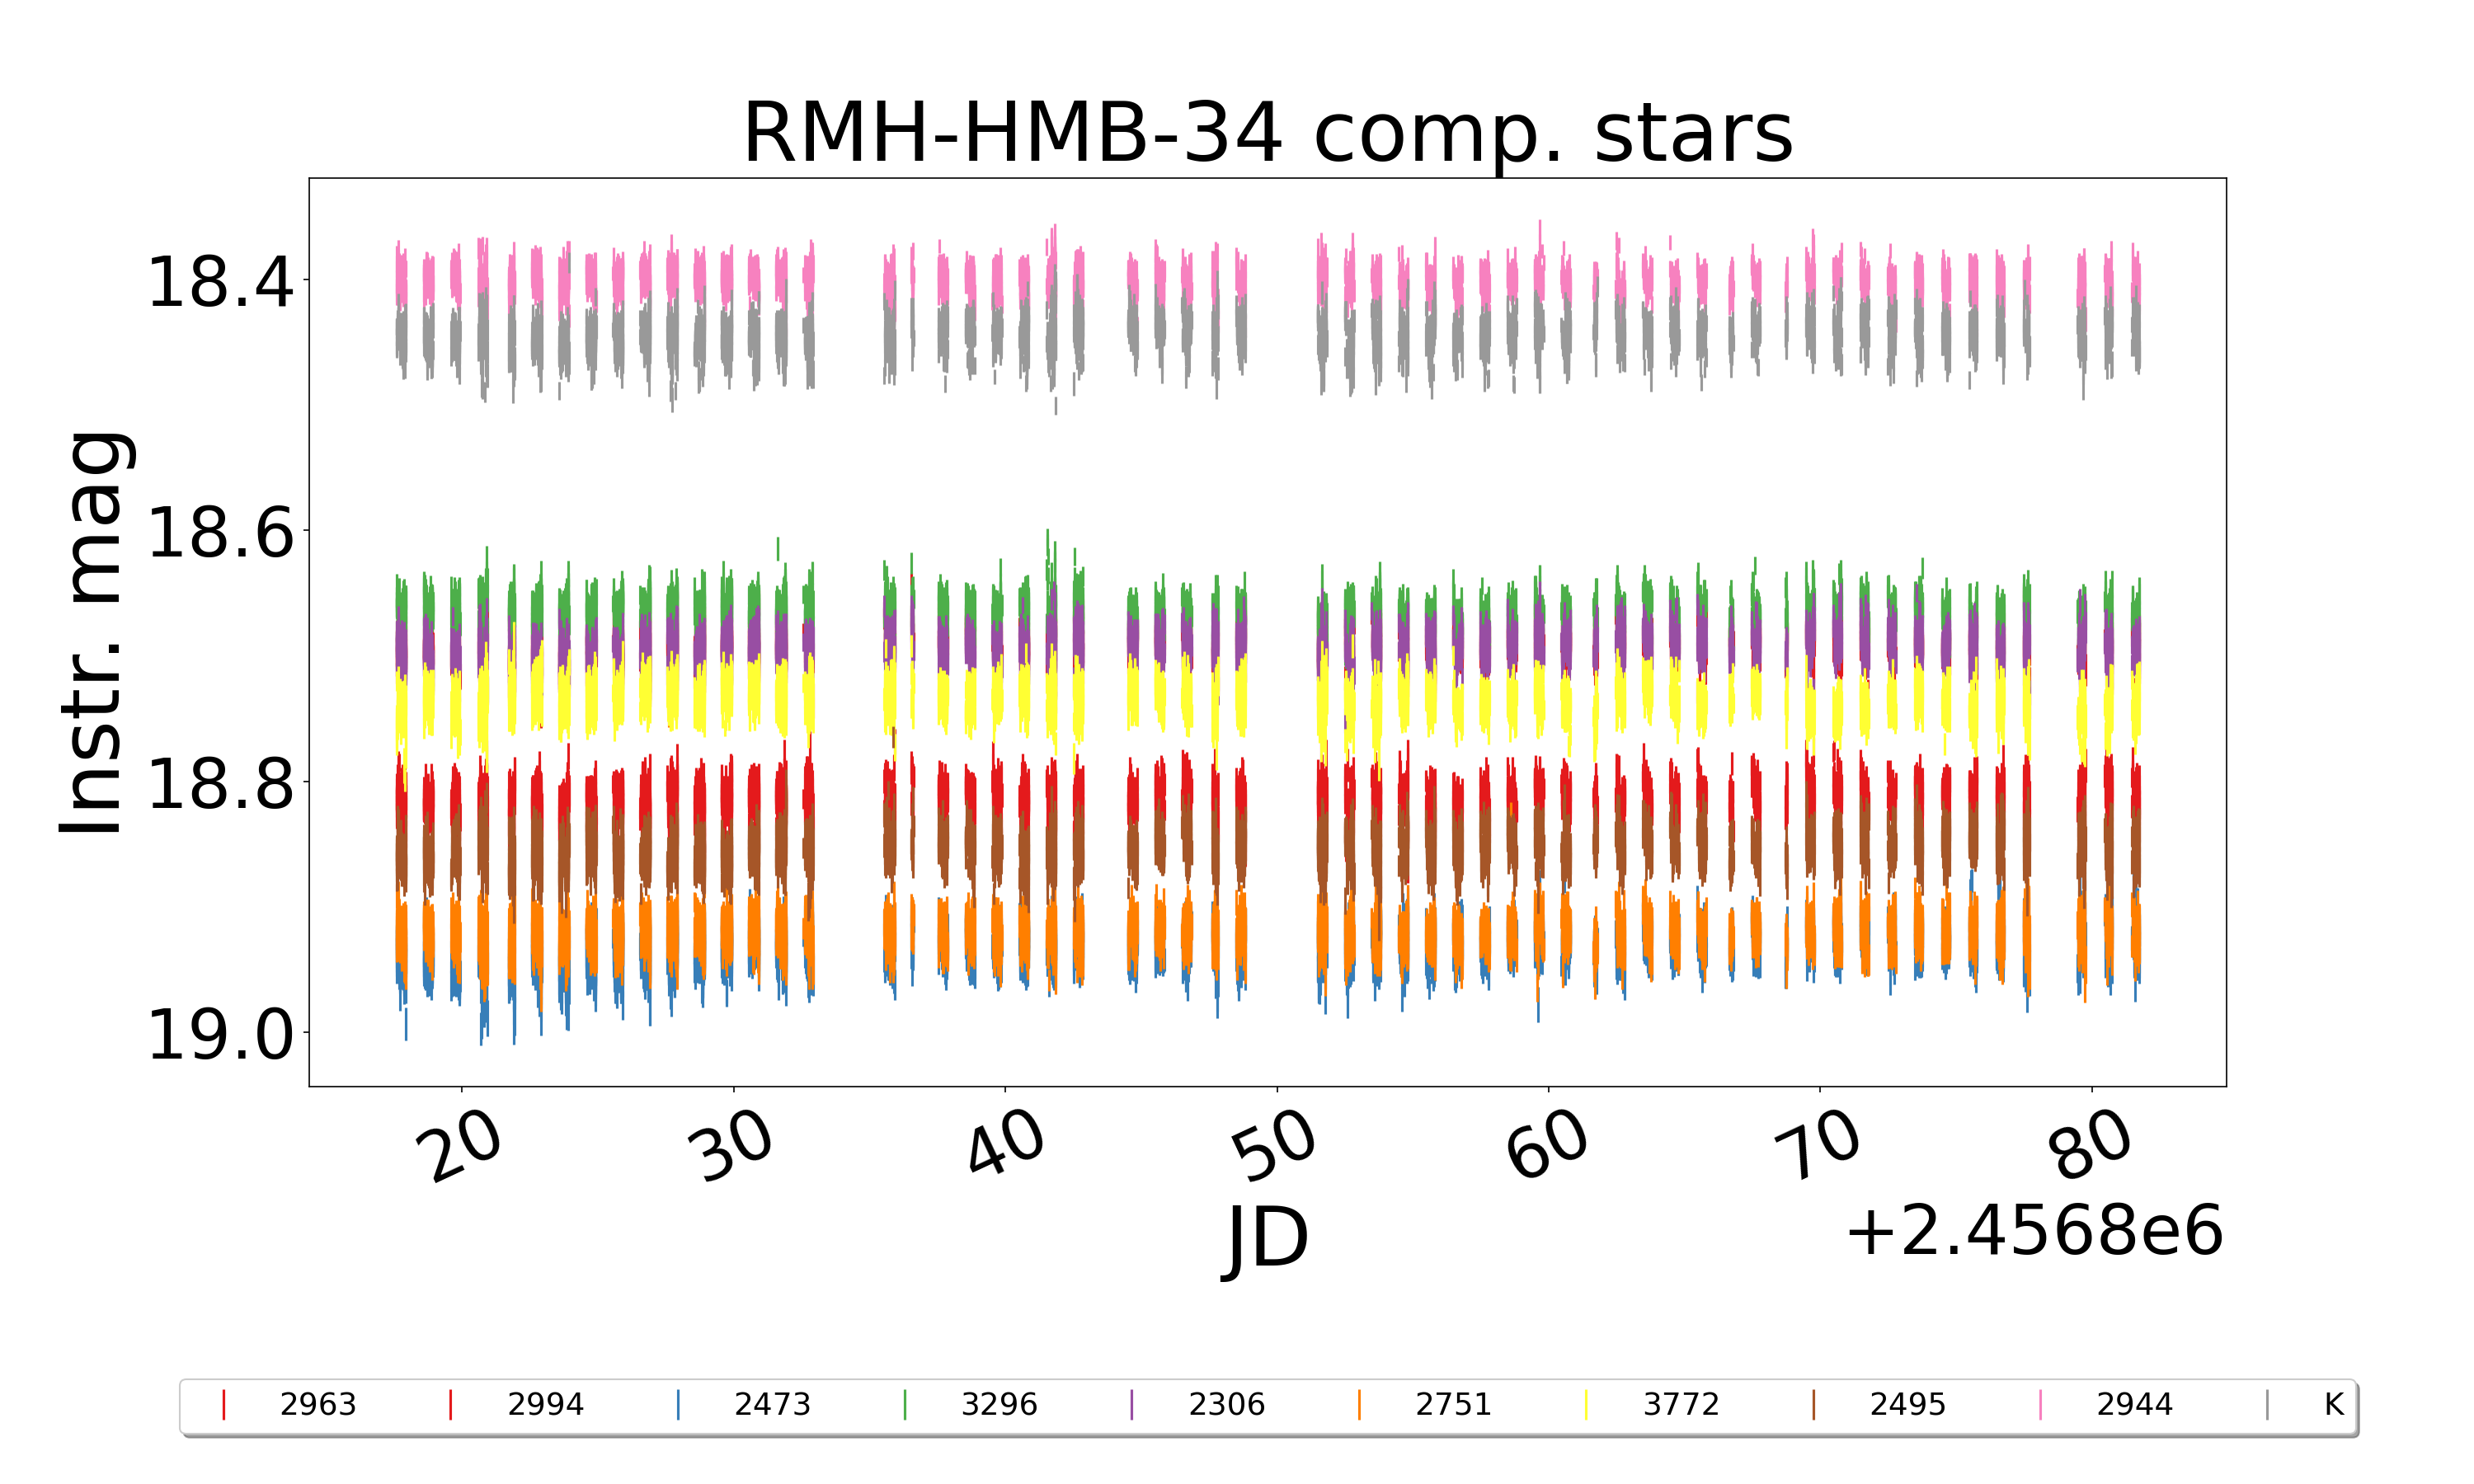 RMH-HMB-34 comp. stars
Instr. mag
18.4
18.6
18.8
19.0
20 30 40 50 60 70 80
JD
+2.4568e6
2963 2994 2473 3296 2306 2751 3772 2495 2944 K